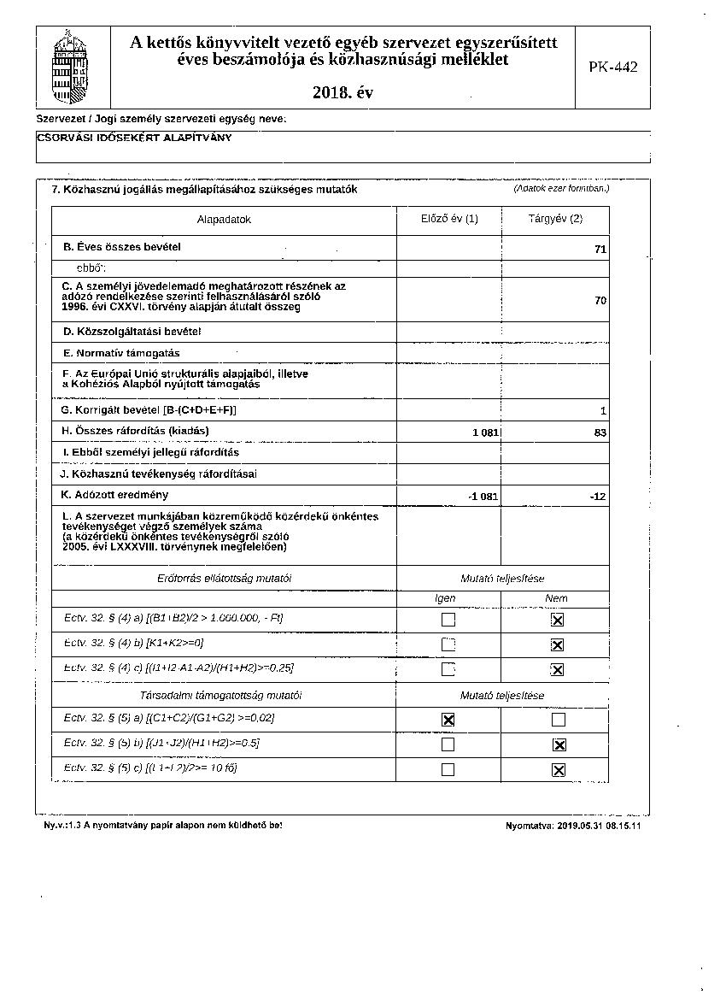 A kettős könyvvitelt vezető egyéb szervezet egyszerűsített
éves beszámolója és közhasznúsági melléklet
2018. év
PK-442
Szervezet / Jogi személy szervezeti egység neve:
CSORVÁSI IDŐSEKÉRT ALAPÍTVÁNY
7. Közhasznú jogállás megállapításához szükséges mutatók
(Adatok ezer forintban.)
Alapadatok Előző év (1) Tárgyév (2)
B. Éves összes bevétel 71
ebből:
C. A személyi jövedelemadó meghatározott részének az
adózó rendelkezése szerinti felhasználásáról szóló
1996. évi CXXVI. törvény alapján átutalt összeg 70
D. Közszolgáltatási bevétel
E. Normatív támogatás
F. Az Európai Unió strukturális alapjaiból, illetve
a Kohéziós Alapból nyújtott támogatás
G. Korrigált bevétel [B-(C+D+E+F)] 1
H. Összes ráfordítás (kiadás) 1 081 83
I. Ebből személyi jellegű ráfordítás
J. Közhasznú tevékenység ráfordításai
K. Adózott eredmény -1 081 -12
L. A szervezet munkájában közreműködő közérdekű önkéntes
tevékenységet végző személyek száma
(a közérdekű önkéntes tevékenységről szóló
2005. évi LXXXVIII. törvénynek megfelelően)
Erőforrás ellátottság mutatói Mutató teljesítése
Igen Nem
Ectv. 32. § (4) a) [(B1+B2)/2 > 1.000.000, - Ft]
Ectv. 32. § (4) b) [K1+K2>=0]
Ectv. 32. § (4) c) [(I1+I2-A1-A2)/(H1+H2)>=0,25]
Társadalmi támogatottság mutatói Mutató teljesítése
Ectv. 32. § (5) a) [(C1+C2)/(G1+G2) >=0,02]
Ectv. 32. § (5) b) [(J1+J2)/(H1+H2)>=0,5]
Ectv. 32. § (5) c) [(L1+L2)/2>= 10 fő]
Ny.v.:1.3 A nyomtatvány papír alapon nem küldhető be!
Nyomtatva: 2019.05.31 08.15.11